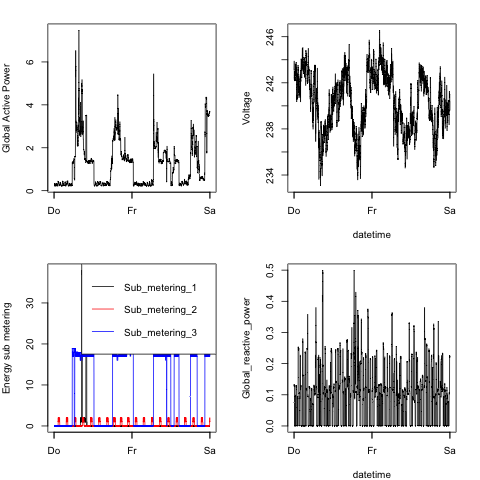 Global Active Power
6
4
2
0
Do Fr Sa
Voltage
246
242
238
234
Do Fr Sa
datetime
Energy sub metering
30
20
10
0
Sub_metering_1
Sub_metering_2
Sub_metering_3
Do Fr Sa
Global_reactive_power
0.5
0.4
0.3
0.2
0.1
0.0
Do Fr Sa
datetime